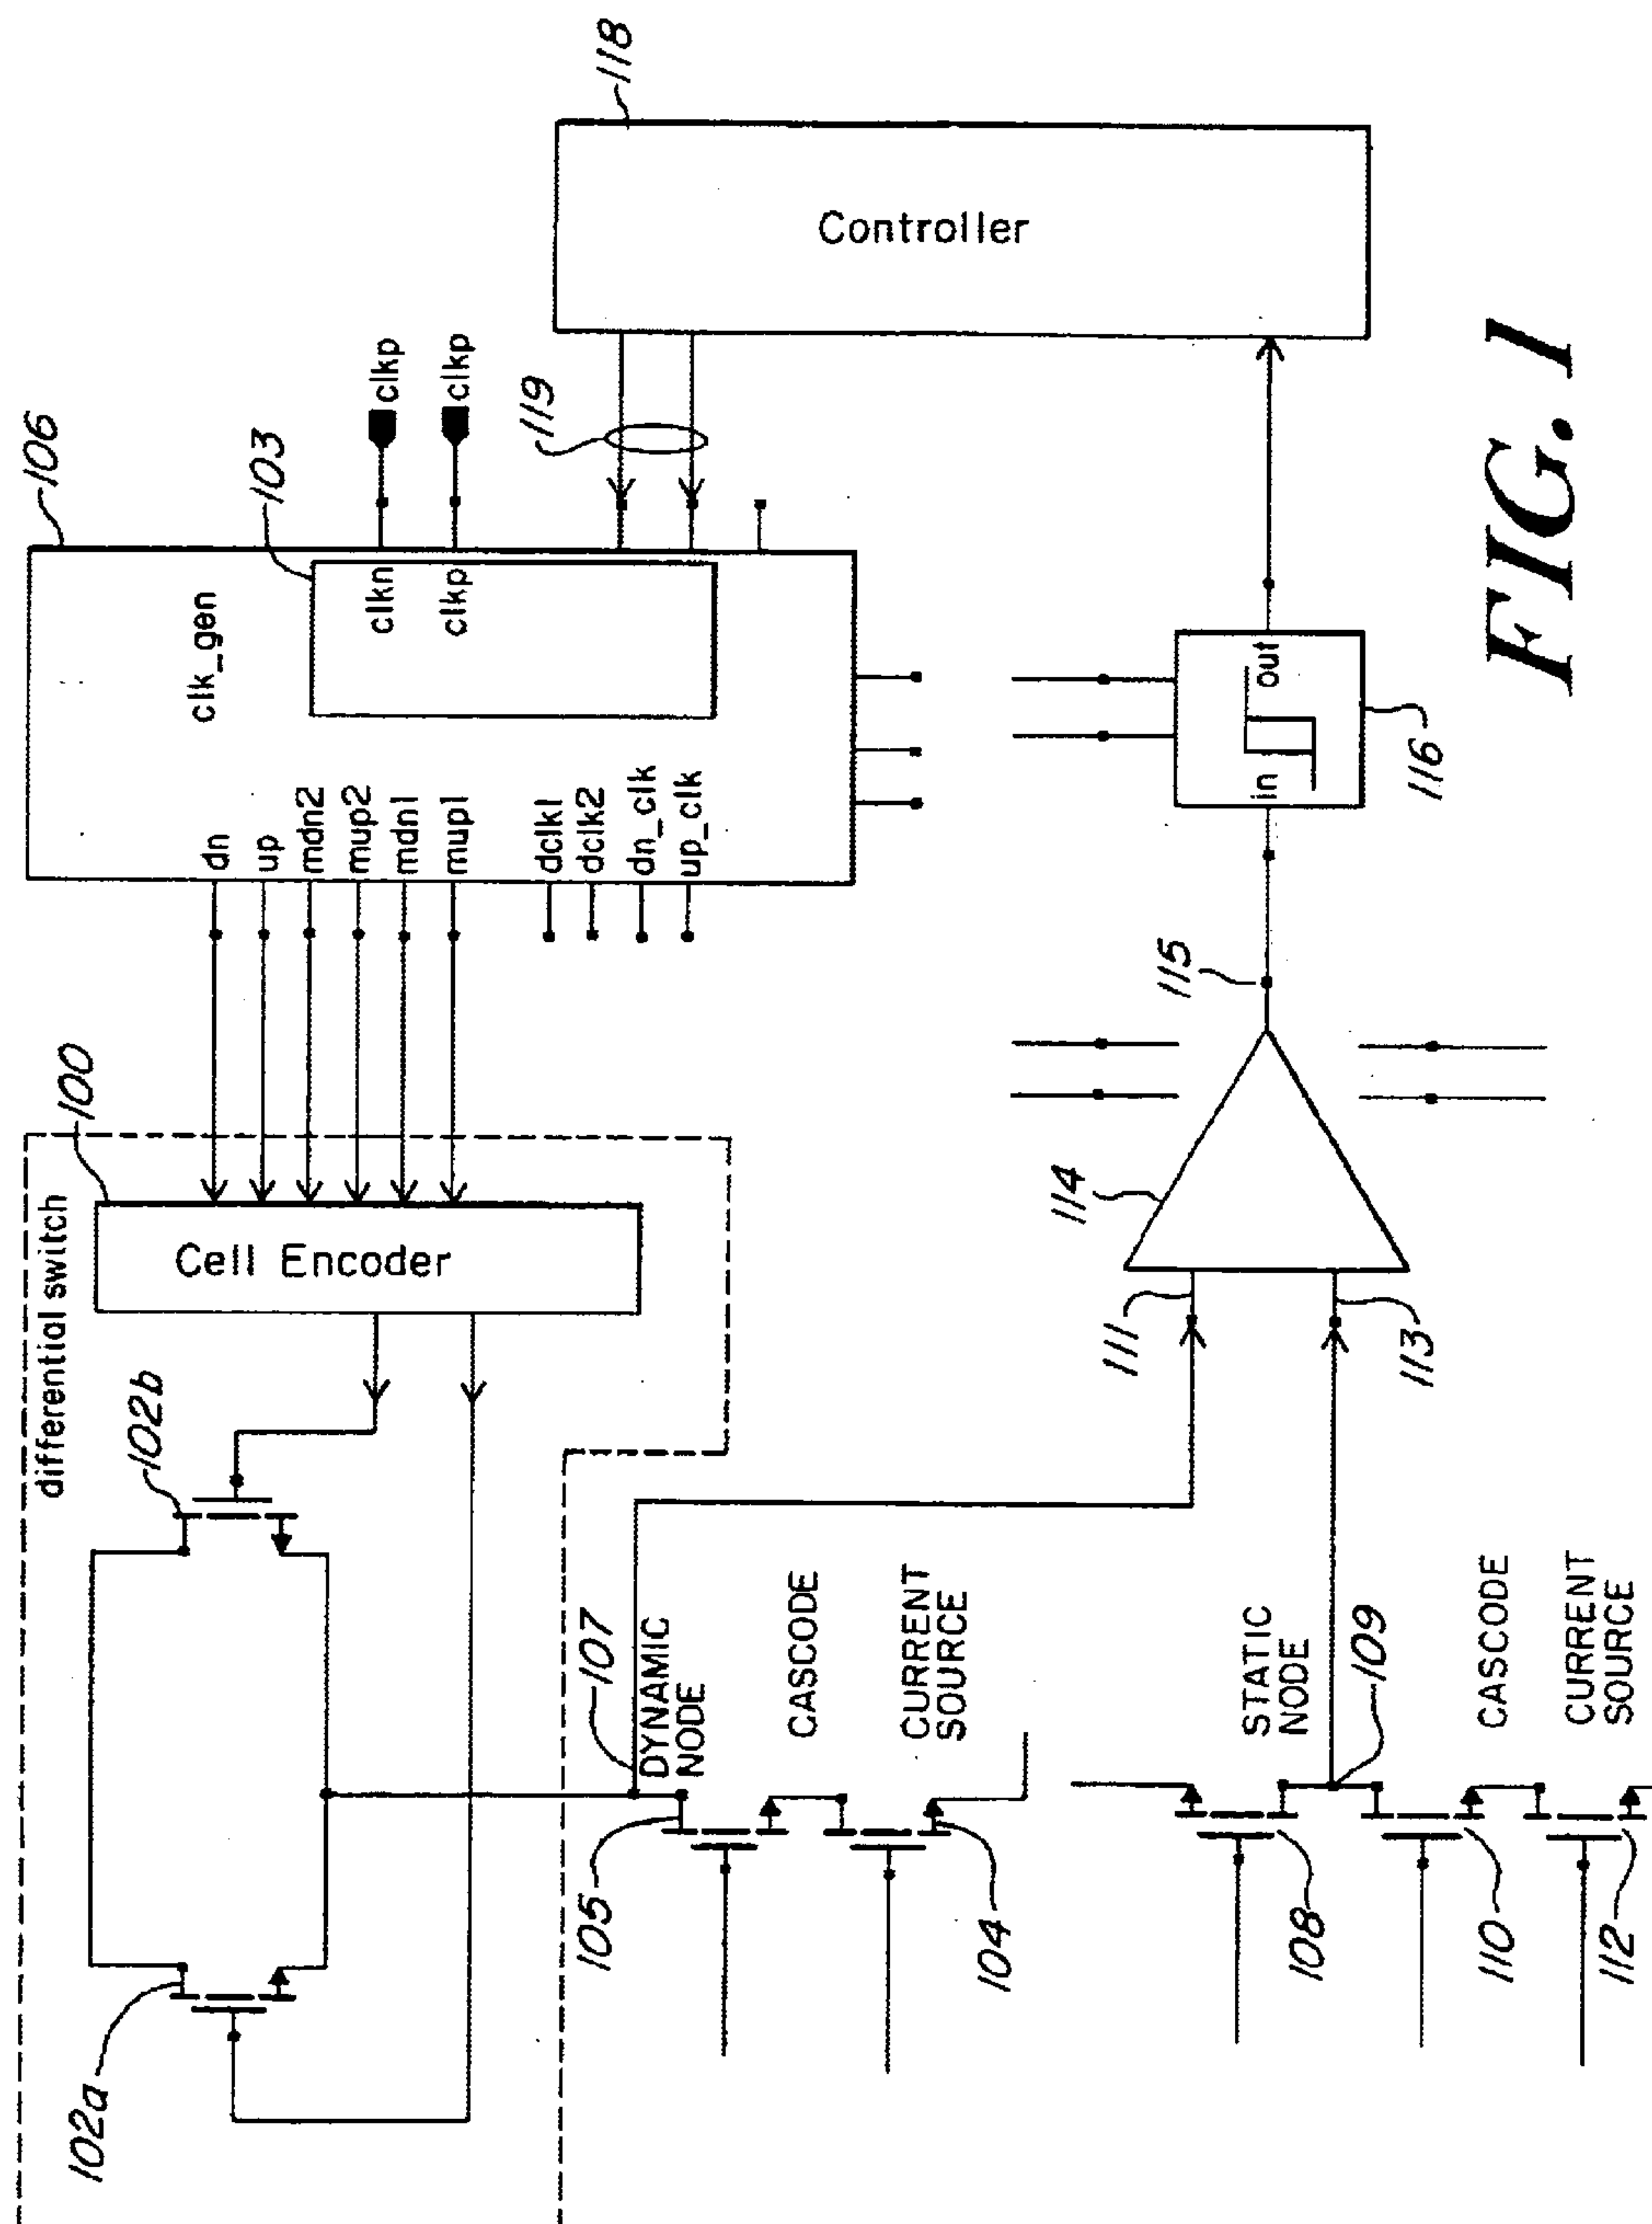 differential switch
100
Cell Encoder
102b
102a
106
dn
up
mdn2
mup2
mdn1
mup1
dclk1
dclk2
dn_clk
up_clk
clk_gen
103
clkn
clkp
clkp
clkp
119
118
Controller
107
DYNAMIC
NODE
105
CASCODE
CURRENT
SOURCE
104
111
113
114
115
in
out
116
STATIC
NODE
109
108
CASCODE
110
CURRENT
SOURCE
112
FIG. 1